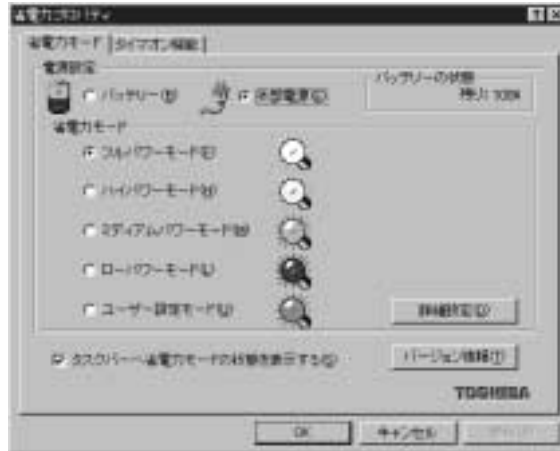 省電力ユーティリティ
省電力モード
タイマオン機能
電源設定
バッテリー(B)
外部電源(E)
バッテリーの状態
残り: 100%
省電力モード
フルパワーモード(F)
ハイパワーモード(H)
ミディアムパワーモード(M)
ローパワーモード(L)
ユーザー設定モード(U)
詳細設定(D)
タスクバーへ省電力モードの状態を表示する(S)
バージョン情報(I)
TOSHIBA
OK
キャンセル